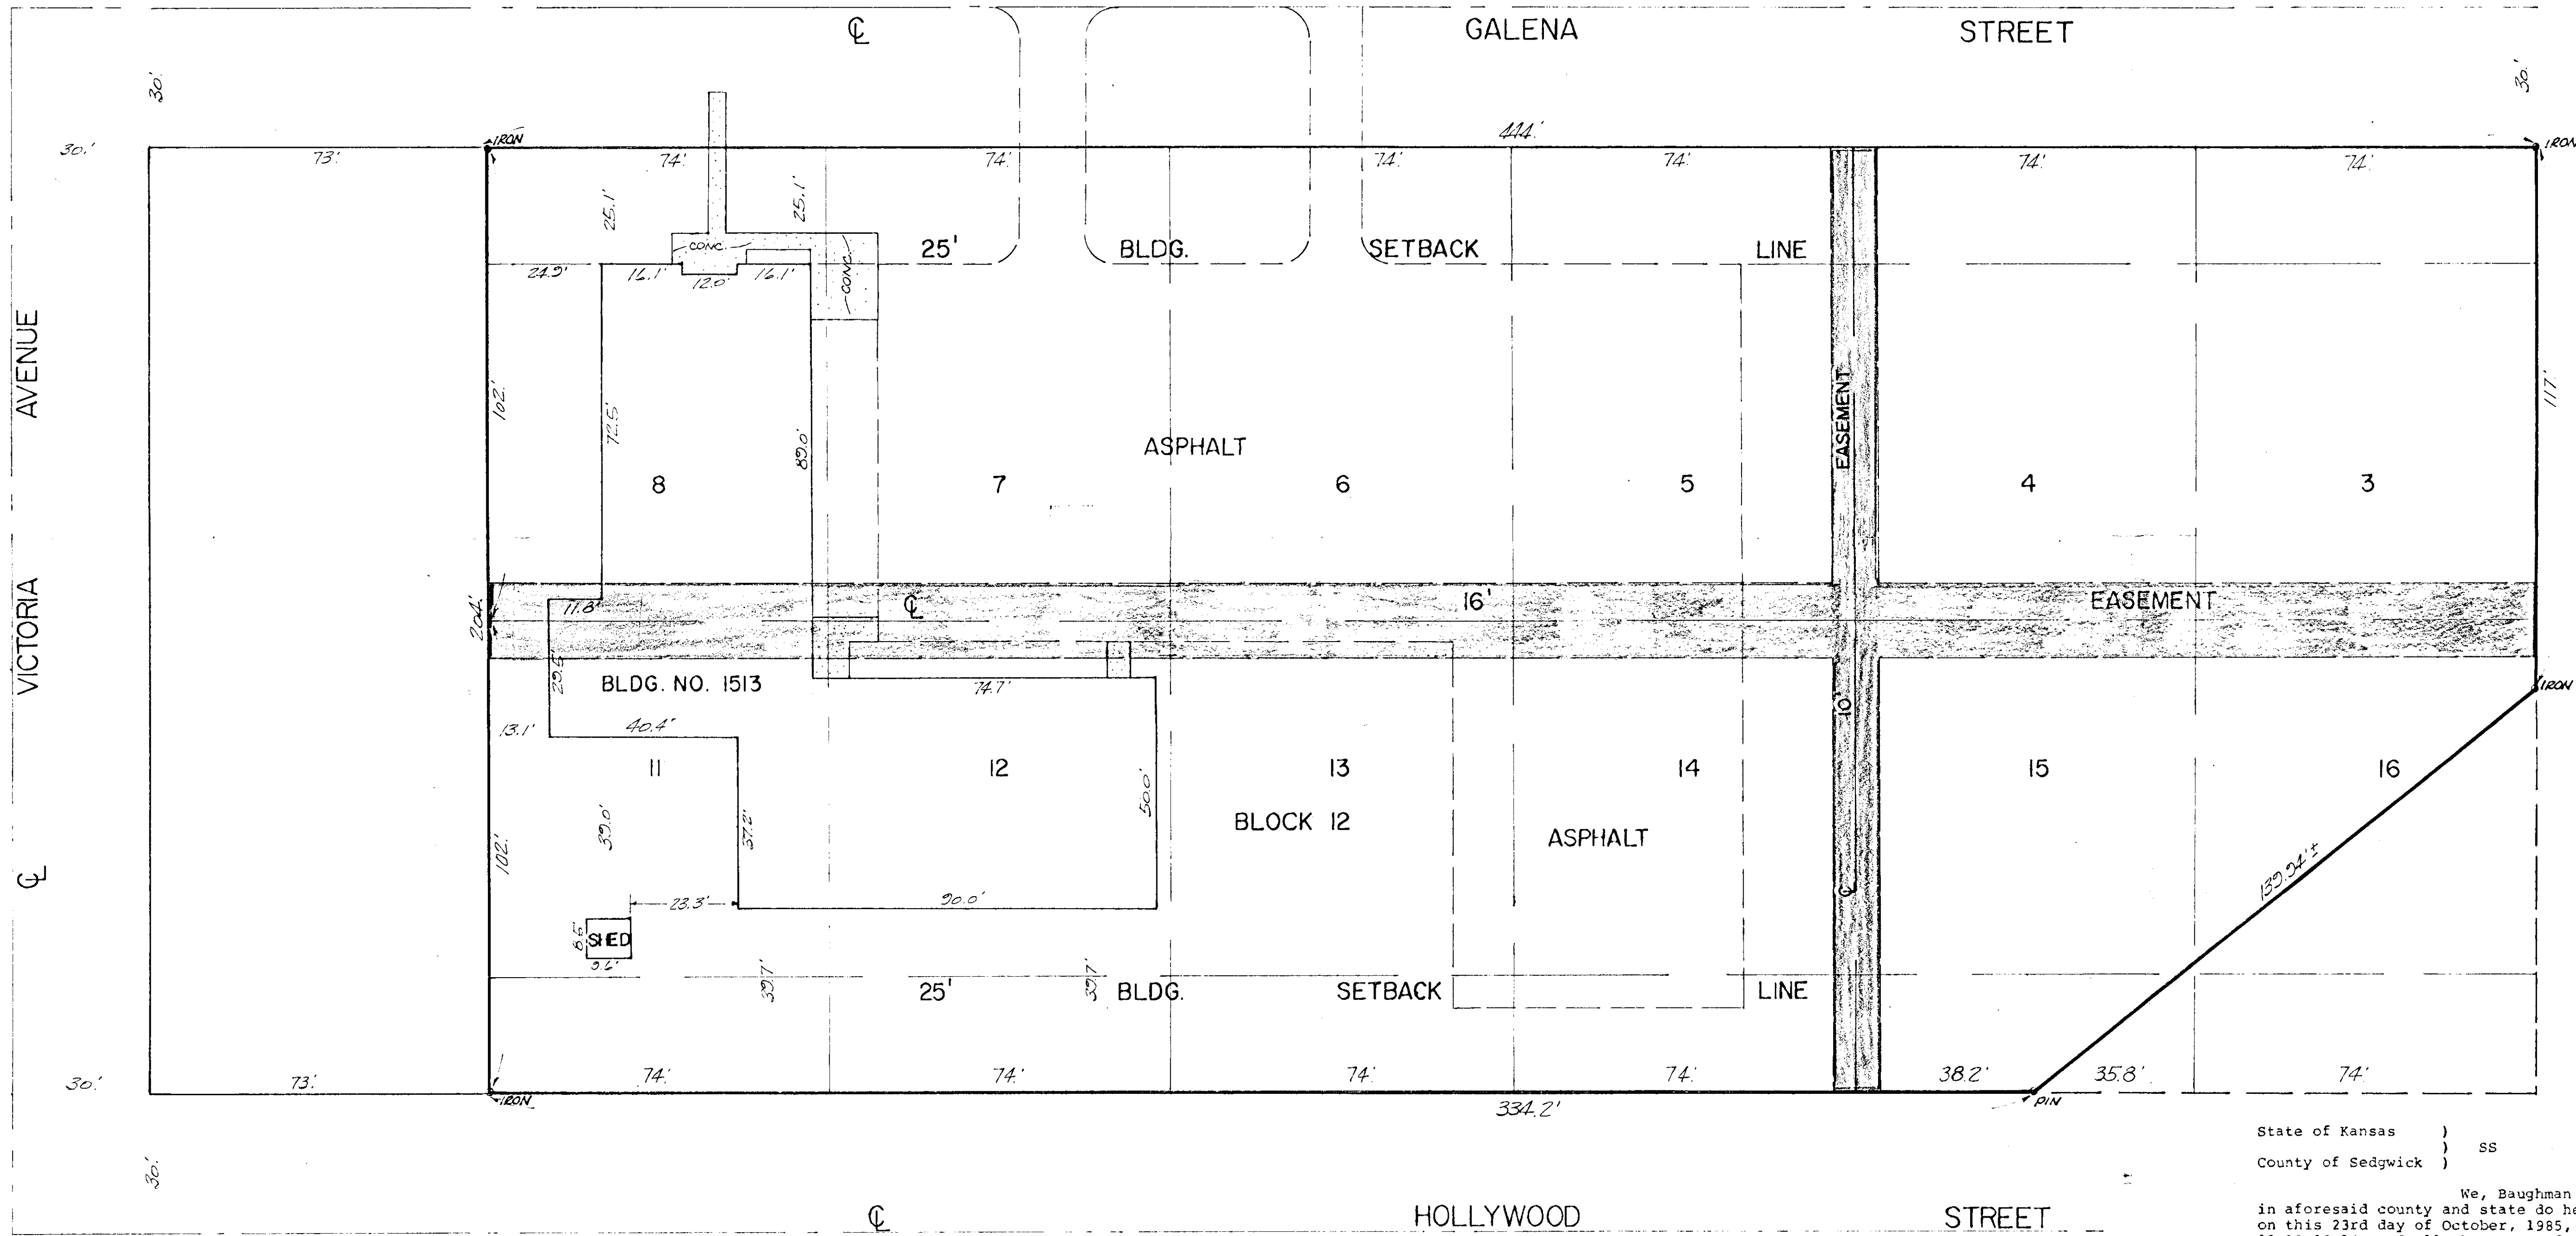 ℄ GALENA STREET
30.' 30.'
IRON 444.' IRON
30.' 73.' 74.' 74.' 74.' 74.' 74.' 74.'
25.1' 25.1'
CONC. 25' BLDG. SETBACK LINE
24.9' 16.1' 12.0' 16.1' CONC.
AVENUE
102.' 72.5' 89.0' EASEMENT 117.'
ASPHALT
8 7 6 5 4 3
VICTORIA
204.' 11.8' ℄ 16' EASEMENT
29.5' BLDG. NO. 1513 74.7' 10' IRON
13.1' 40.4'
11 12 13 14 15 16
102.' 39.0' 37.2' 50.0' BLOCK 12 ASPHALT
℄ ℄ 139.94'±
23.3' 90.0'
8.5' SHED
9.6'
39.7' 39.7'
25' BLDG. SETBACK LINE
30.' 73.' 74.' 74.' 74.' 74.' 38.2' 35.8' 74.'
IRON 334.2' PIN
30.'
℄ HOLLYWOOD STREET
State of Kansas )
) SS
County of Sedgwick )
We, Baughman
in aforesaid county and state do he
on this 23rd day of October, 1985,